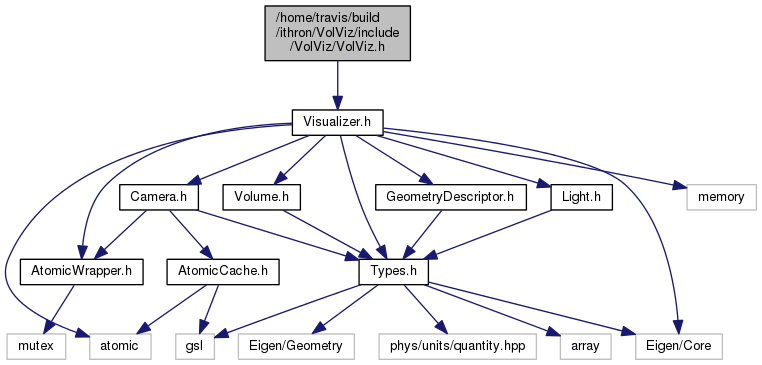 /home/travis/build
/ithron/VolViz/include
/VolViz/VolViz.h
Visualizer.h
Camera.h
Volume.h
GeometryDescriptor.h
Light.h
memory
AtomicWrapper.h
AtomicCache.h
Types.h
mutex
atomic
gsl
Eigen/Geometry
phys/units/quantity.hpp
array
Eigen/Core